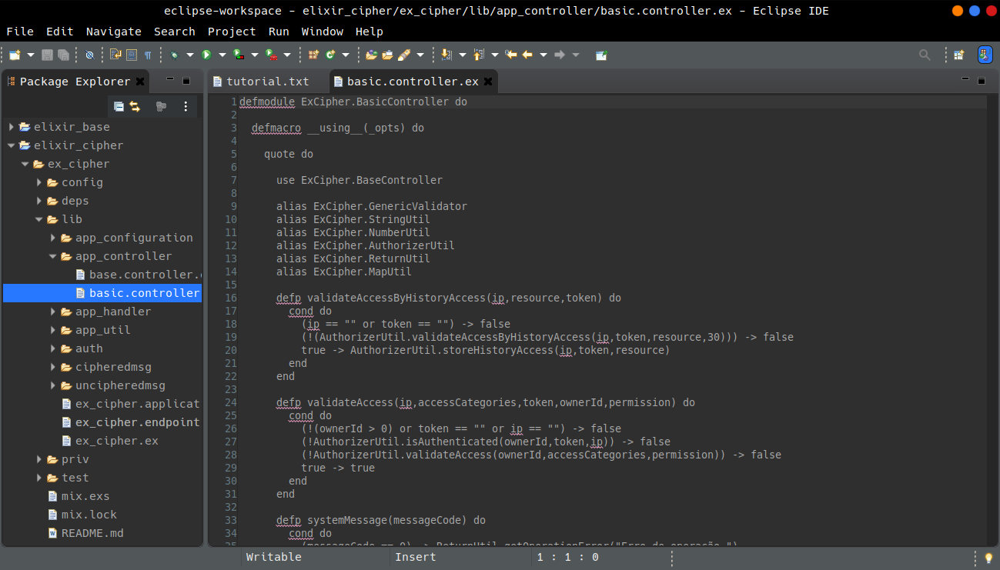 eclipse-workspace - elixir_cipher/ex_cipher/lib/app_controller/basic.controller.ex - Eclipse IDE
File Edit Navigate Search Project Run Window Help
Package Explorer
elixir_base
elixir_cipher
ex_cipher
config
deps
lib
app_configuration
app_controller
base.controller.
basic.controller
app_handler
app_util
auth
cipheredmsg
uncipheredmsg
ex_cipher.applicat
ex_cipher.endpoint
ex_cipher.ex
priv
test
mix.exs
mix.lock
README.md
tutorial.txt
basic.controller.ex
1 defmodule ExCipher.BasicController do
2
3   defmacro __using__(_opts) do
4
5     quote do
6
7       use ExCipher.BaseController
8
9       alias ExCipher.GenericValidator
10       alias ExCipher.StringUtil
11       alias ExCipher.NumberUtil
12       alias ExCipher.AuthorizerUtil
13       alias ExCipher.ReturnUtil
14       alias ExCipher.MapUtil
15
16       defp validateAccessByHistoryAccess(ip,resource,token) do
17         cond do
18           (ip == "" or token == "") -> false
19           (!(AuthorizerUtil.validateAccessByHistoryAccess(ip,token,resource,30))) -> false
20           true -> AuthorizerUtil.storeHistoryAccess(ip,token,resource)
21         end
22       end
23
24       defp validateAccess(ip,accessCategories,token,ownerId,permission) do
25         cond do
26           (!(ownerId > 0) or token == "" or ip == "") -> false
27           (!AuthorizerUtil.isAuthenticated(ownerId,token,ip)) -> false
28           (!AuthorizerUtil.validateAccess(ownerId,accessCategories,permission)) -> false
29           true -> true
30         end
31       end
32
33       defp systemMessage(messageCode) do
34         cond do
35           (messageCode == 0) -> ReturnUtil.getOperationError("Erro de operação.")
Writable Insert 1 : 1 : 0